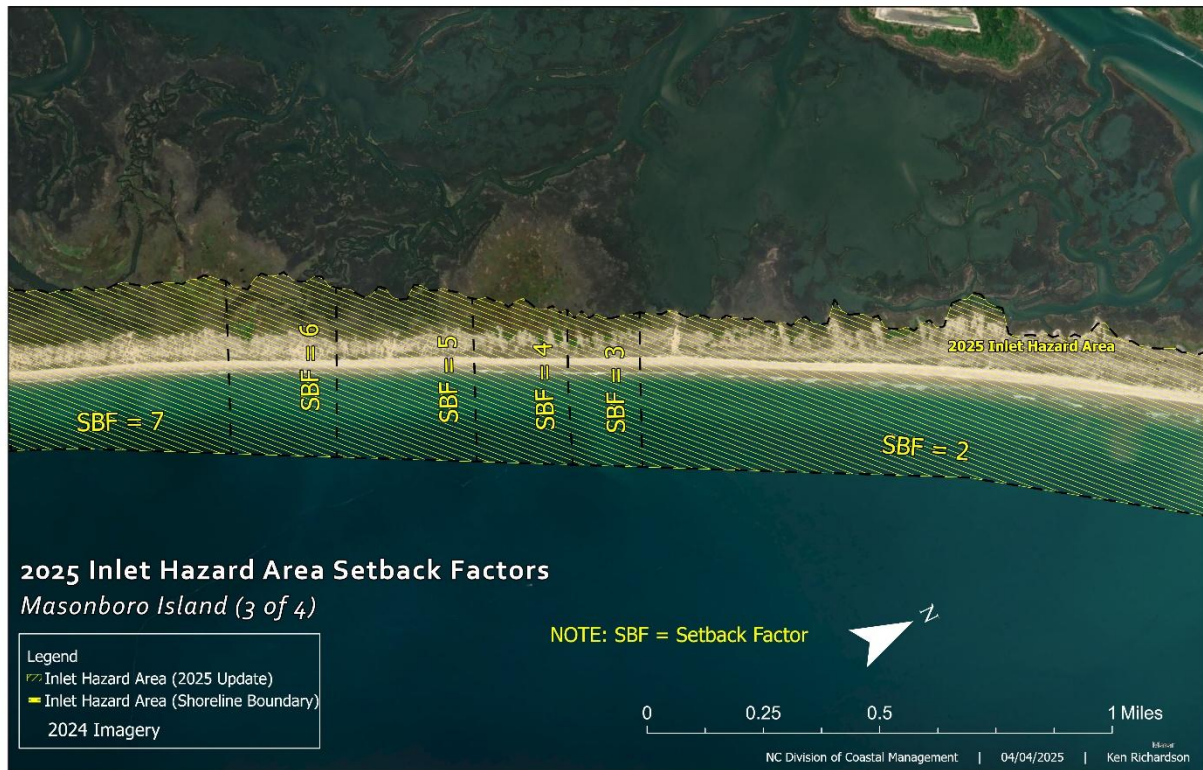 SBF = 7
SBF = 6
SBF = 5
SBF = 4
SBF = 3
2025 Inlet Hazard Area
SBF = 2
2025 Inlet Hazard Area Setback Factors
Masonboro Island (3 of 4)
NOTE: SBF = Setback Factor
N
Legend
Inlet Hazard Area (2025 Update)
Inlet Hazard Area (Shoreline Boundary)
2024 Imagery
0 0.25 0.5 1 Miles
NC Division of Coastal Management | 04/04/2025 | Ken Richardson